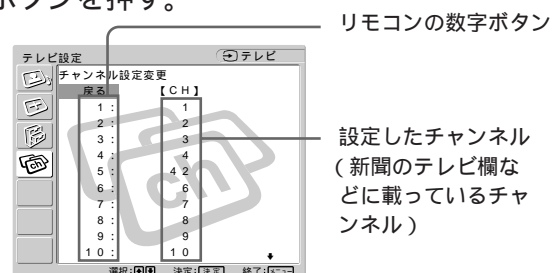 ボタンを押す。
リモコンの数字ボタン
テレビ設定
テレビ
チャンネル設定変更
戻る 【CH】
1: 1
2: 2
3: 3
4: 4
5: 42
6: 6
7: 7
8: 8
9: 9
10: 10
選択: 決定:決定 終了:メニュー
設定したチャンネル
(新聞のテレビ欄な
どに載っているチャ
ンネル)
ch